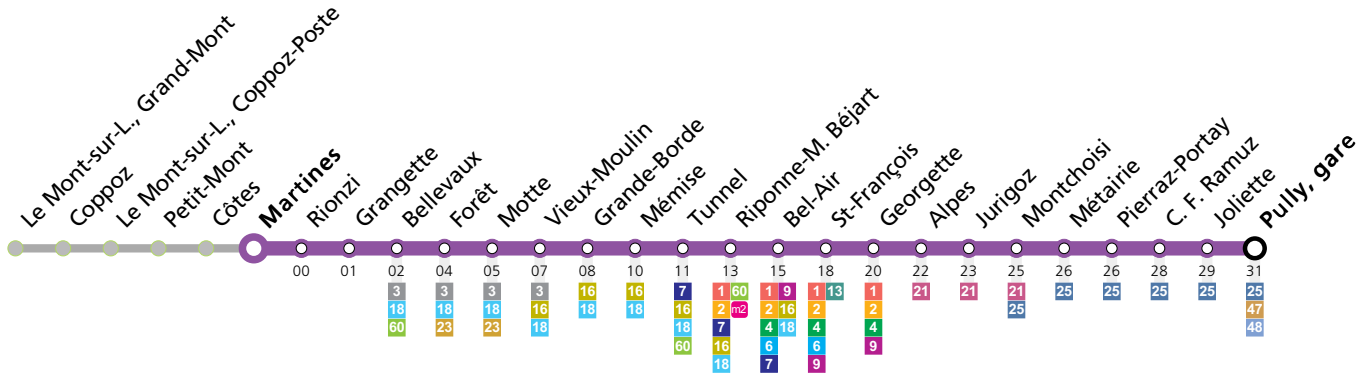 Le Mont-sur-L., Grand-Mont
Coppoz
Le Mont-sur-L., Coppoz-Poste
Petit-Mont
Côtes
Martines
Rionzi
Grangette
Bellevaux
Forêt
Motte
Vieux-Moulin
Grande-Borde
Mémise
Tunnel
Riponne-M. Béjart
Bel-Air
St-François
Georgette
Alpes
Jurigoz
Montchoisi
Métairie
Pierraz-Portay
C. F. Ramuz
Joliette
Pully, gare
00 01 02 04 05 07 08 10 11 13 15 18 20 22 23 25 26 26 28 29 31
3 3 3 3 16 16 7 1 60 1 9 1 13 1 21 21 21 25 25 25 25 25
18 18 18 16 18 18 16 2 m2 2 16 2 2 25 47
60 23 23 18 18 7 4 18 4 4 48
60 16 6 6 9
18 7 9